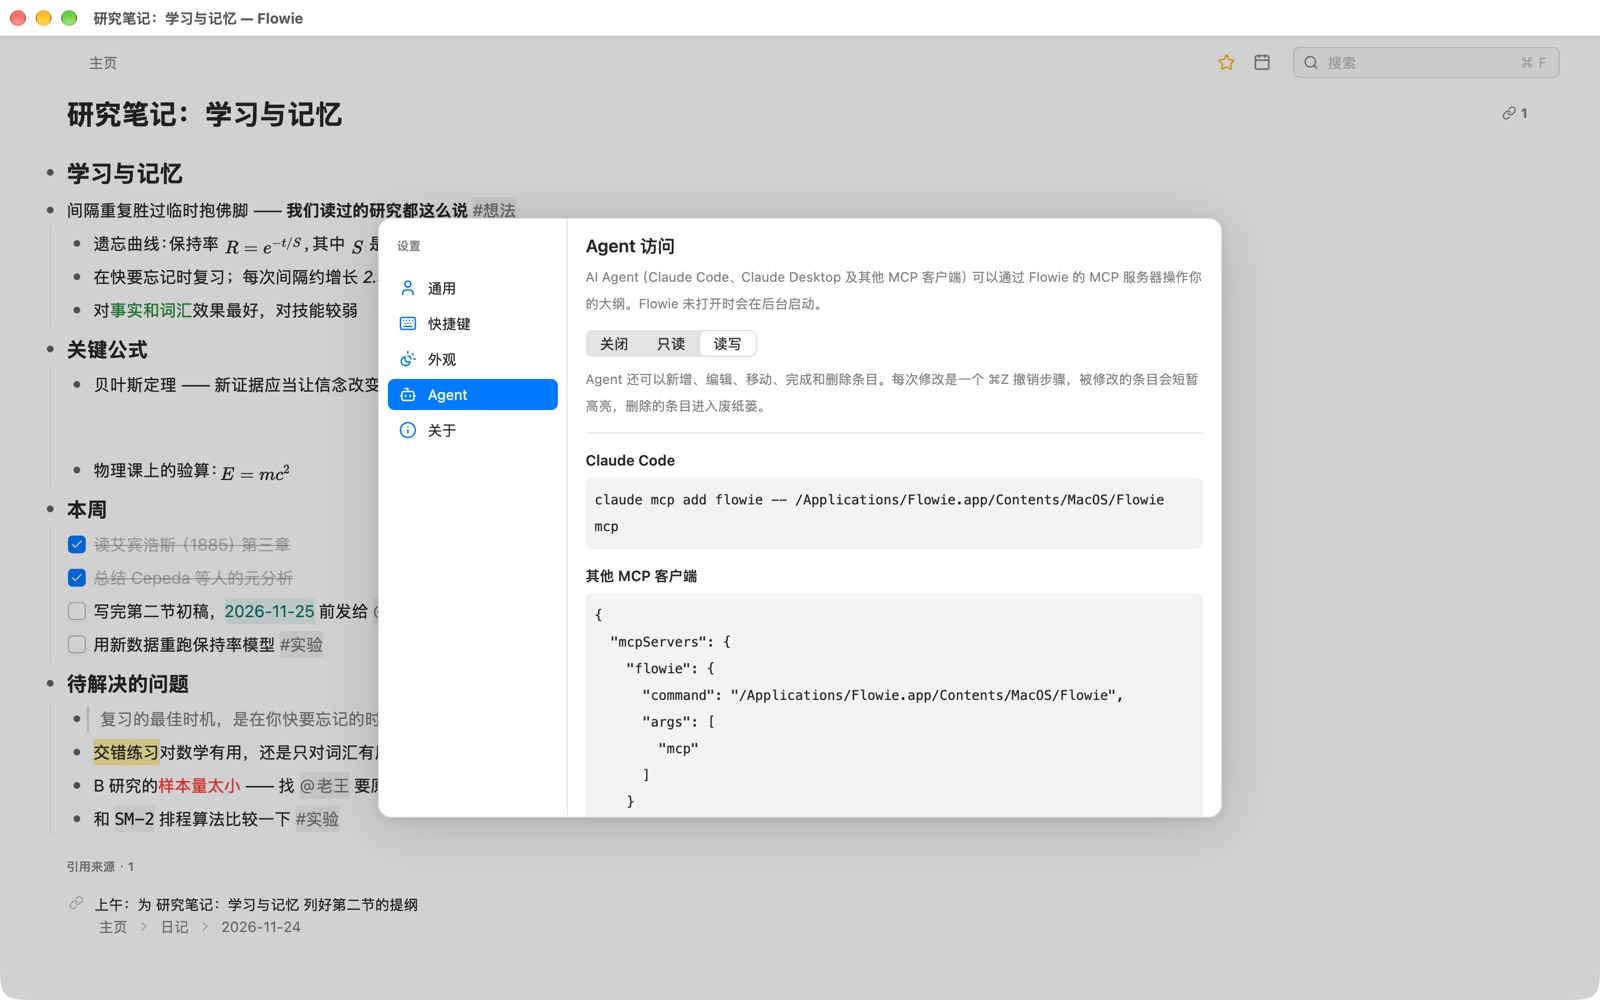 研究笔记：学习与记忆 — Flowie
主页
搜索
⌘ F
研究笔记：学习与记忆
1
学习与记忆
间隔重复胜过临时抱佛脚 —— 我们读过的研究都这么说 #想法
遗忘曲线：保持率 R = e^{-t/S}，其中 S 是
在快要忘记时复习；每次间隔约增长 2.
对事实和词汇效果最好，对技能较弱
关键公式
贝叶斯定理 —— 新证据应当让信念改变
物理课上的验算：E = mc²
本周
读艾宾浩斯（1885）第三章
总结 Cepeda 等人的元分析
写完第二节初稿，2026-11-25 前发给
用新数据重跑保持率模型 #实验
待解决的问题
复习的最佳时机，是在你快要忘记的时
交错练习对数学有用，还是只对词汇有
B 研究的样本量太小 —— 找 @老王 要
和 SM-2 排程算法比较一下 #实验
引用来源 · 1
上午：为 研究笔记：学习与记忆 列好第二节的提纲
主页 > 日记 > 2026-11-24
设置
通用
快捷键
外观
Agent
关于
Agent 访问
AI Agent（Claude Code、Claude Desktop 及其他 MCP 客户端）可以通过 Flowie 的 MCP 服务器操作你
的大纲。Flowie 未打开时会在后台启动。
关闭 只读 读写
Agent 还可以新增、编辑、移动、完成和删除条目。每次修改是一个 ⌘Z 撤销步骤，被修改的条目会短暂
高亮，删除的条目进入废纸篓。
Claude Code
claude mcp add flowie -- /Applications/Flowie.app/Contents/MacOS/Flowie
mcp
其他 MCP 客户端
{
"mcpServers": {
"flowie": {
"command": "/Applications/Flowie.app/Contents/MacOS/Flowie",
"args": [
"mcp"
]
}